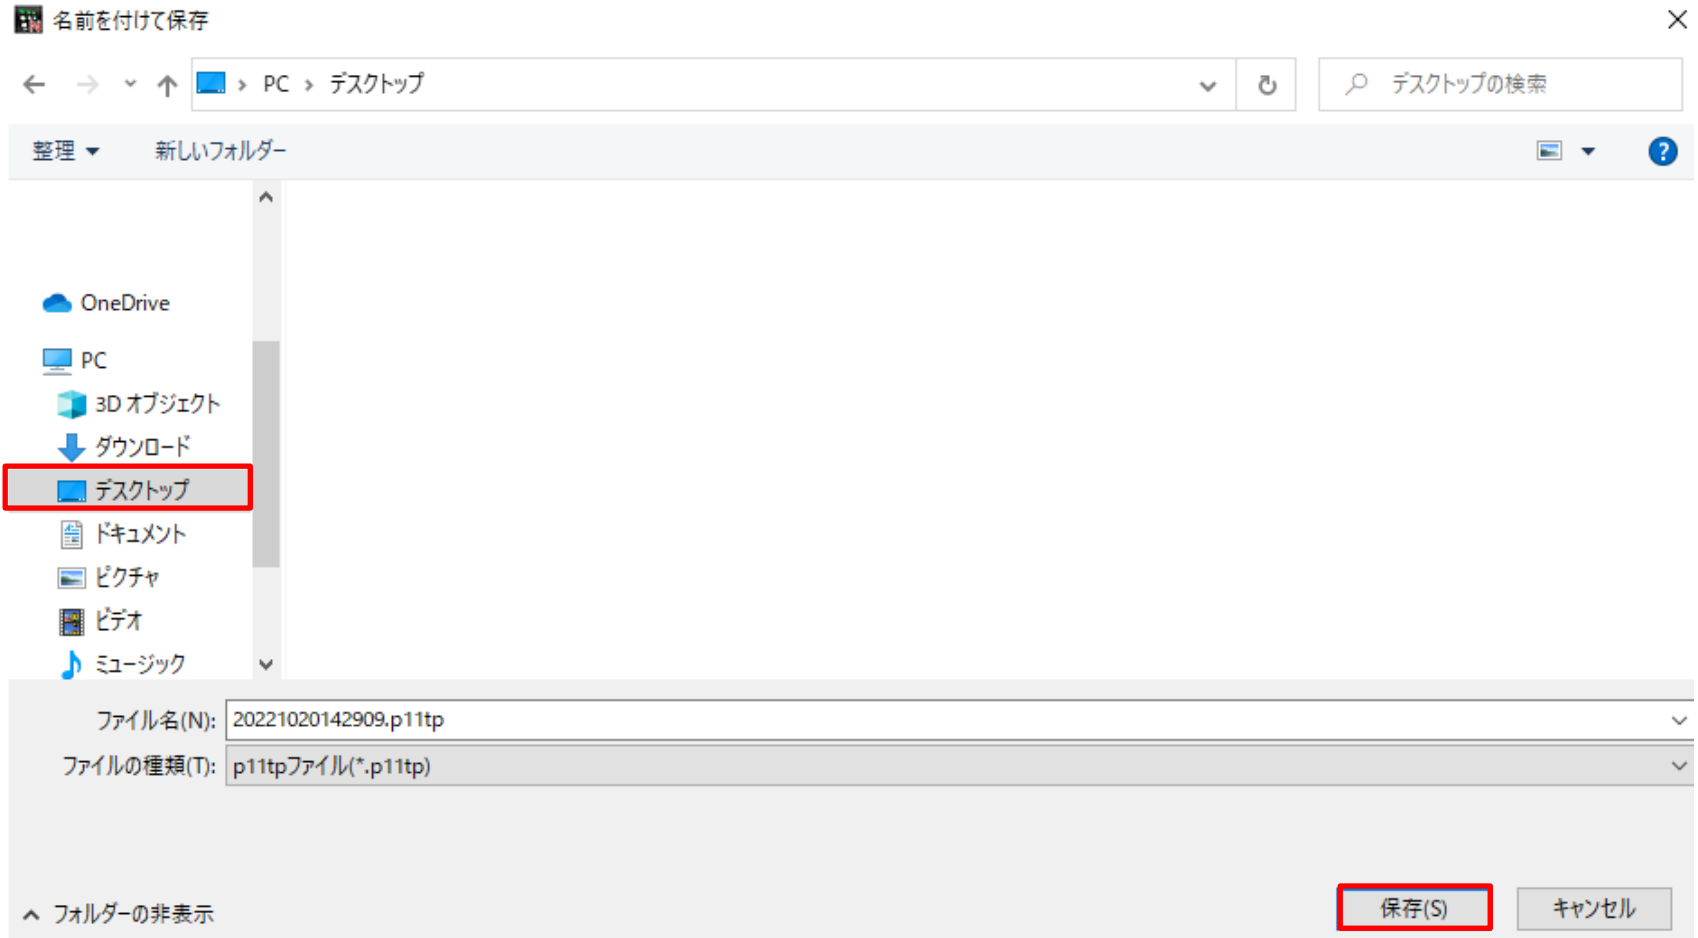 名前を付けて保存
PC › デスクトップ
デスクトップの検索
整理
新しいフォルダー
?
OneDrive
PC
3D オブジェクト
ダウンロード
デスクトップ
ドキュメント
ピクチャ
ビデオ
ミュージック
ファイル名(N): 20221020142909.p11tp
ファイルの種類(T): p11tpファイル(*.p11tp)
フォルダーの非表示
保存(S)
キャンセル